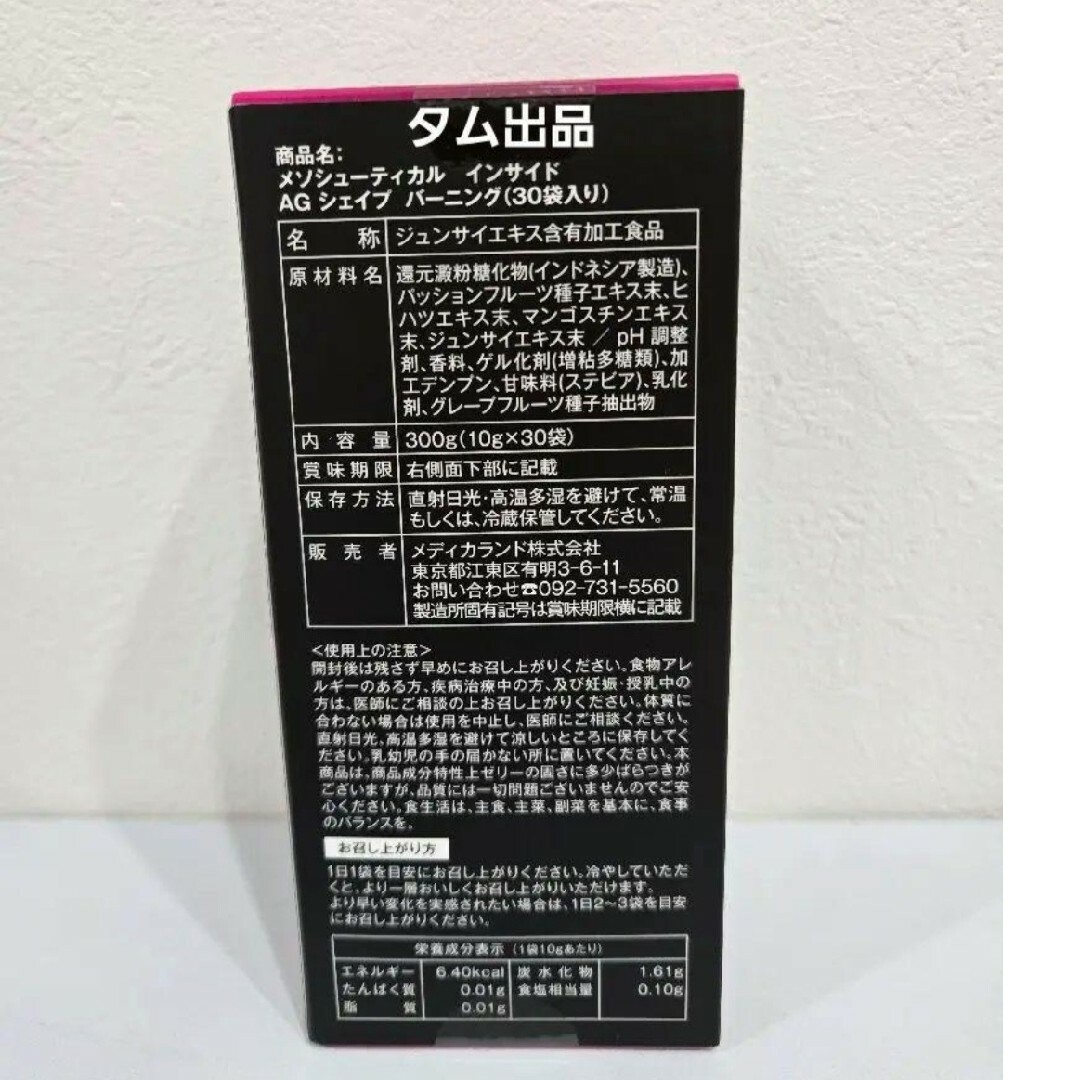 タム出品
商品名:
メソシューティカル インサイド
AG シェイプ バーニング(30袋入り)
名称 ジュンサイエキス含有加工食品
原材料名 還元澱粉糖化物(インドネシア製造)、
パッションフルーツ種子エキス末、ヒ
ハツエキス末、マンゴスチンエキス
末、ジュンサイエキス末 / pH 調整
剤、香料、ゲル化剤(増粘多糖類)、加
工デンプン、甘味料(ステビア)、乳化
剤、グレープフルーツ種子抽出物
内容量 300g(10g×30袋)
賞味期限 右側面下部に記載
保存方法 直射日光・高温多湿を避けて、常温
もしくは、冷蔵保管してください。
販売者 メディカランド株式会社
東京都江東区有明3-6-11
お問い合わせ☎092-731-5560
製造所固有記号は賞味期限横に記載
<使用上の注意>
開封後は残さず早めにお召し上がりください。食物アレ
ルギーのある方、疾病治療中の方、及び妊娠・授乳中の
方は、医師にご相談の上お召し上がりください。体質に
合わない場合は使用を中止し、医師にご相談ください。
直射日光、高温多湿を避けて涼しいところに保存してく
ださい。乳幼児の手の届かない所に置いてください。本
商品は、商品成分特性上ゼリーの固さに多少ばらつきが
ございますが、品質には一切問題ございませんのでご安
心ください。食生活は、主食、主菜、副菜を基本に、食事
のバランスを。
お召し上がり方
1日1袋を目安にお召し上がりください。冷やしていただ
くと、より一層おいしくお召し上がりいただけます。
より早い変化を実感されたい場合は、1日2〜3袋を目安
にお召し上がりください。
栄養成分表示 (1袋10gあたり)
エネルギー 6.40kcal 炭水化物 1.61g
たんぱく質 0.01g 食塩相当量 0.10g
脂質 0.01g